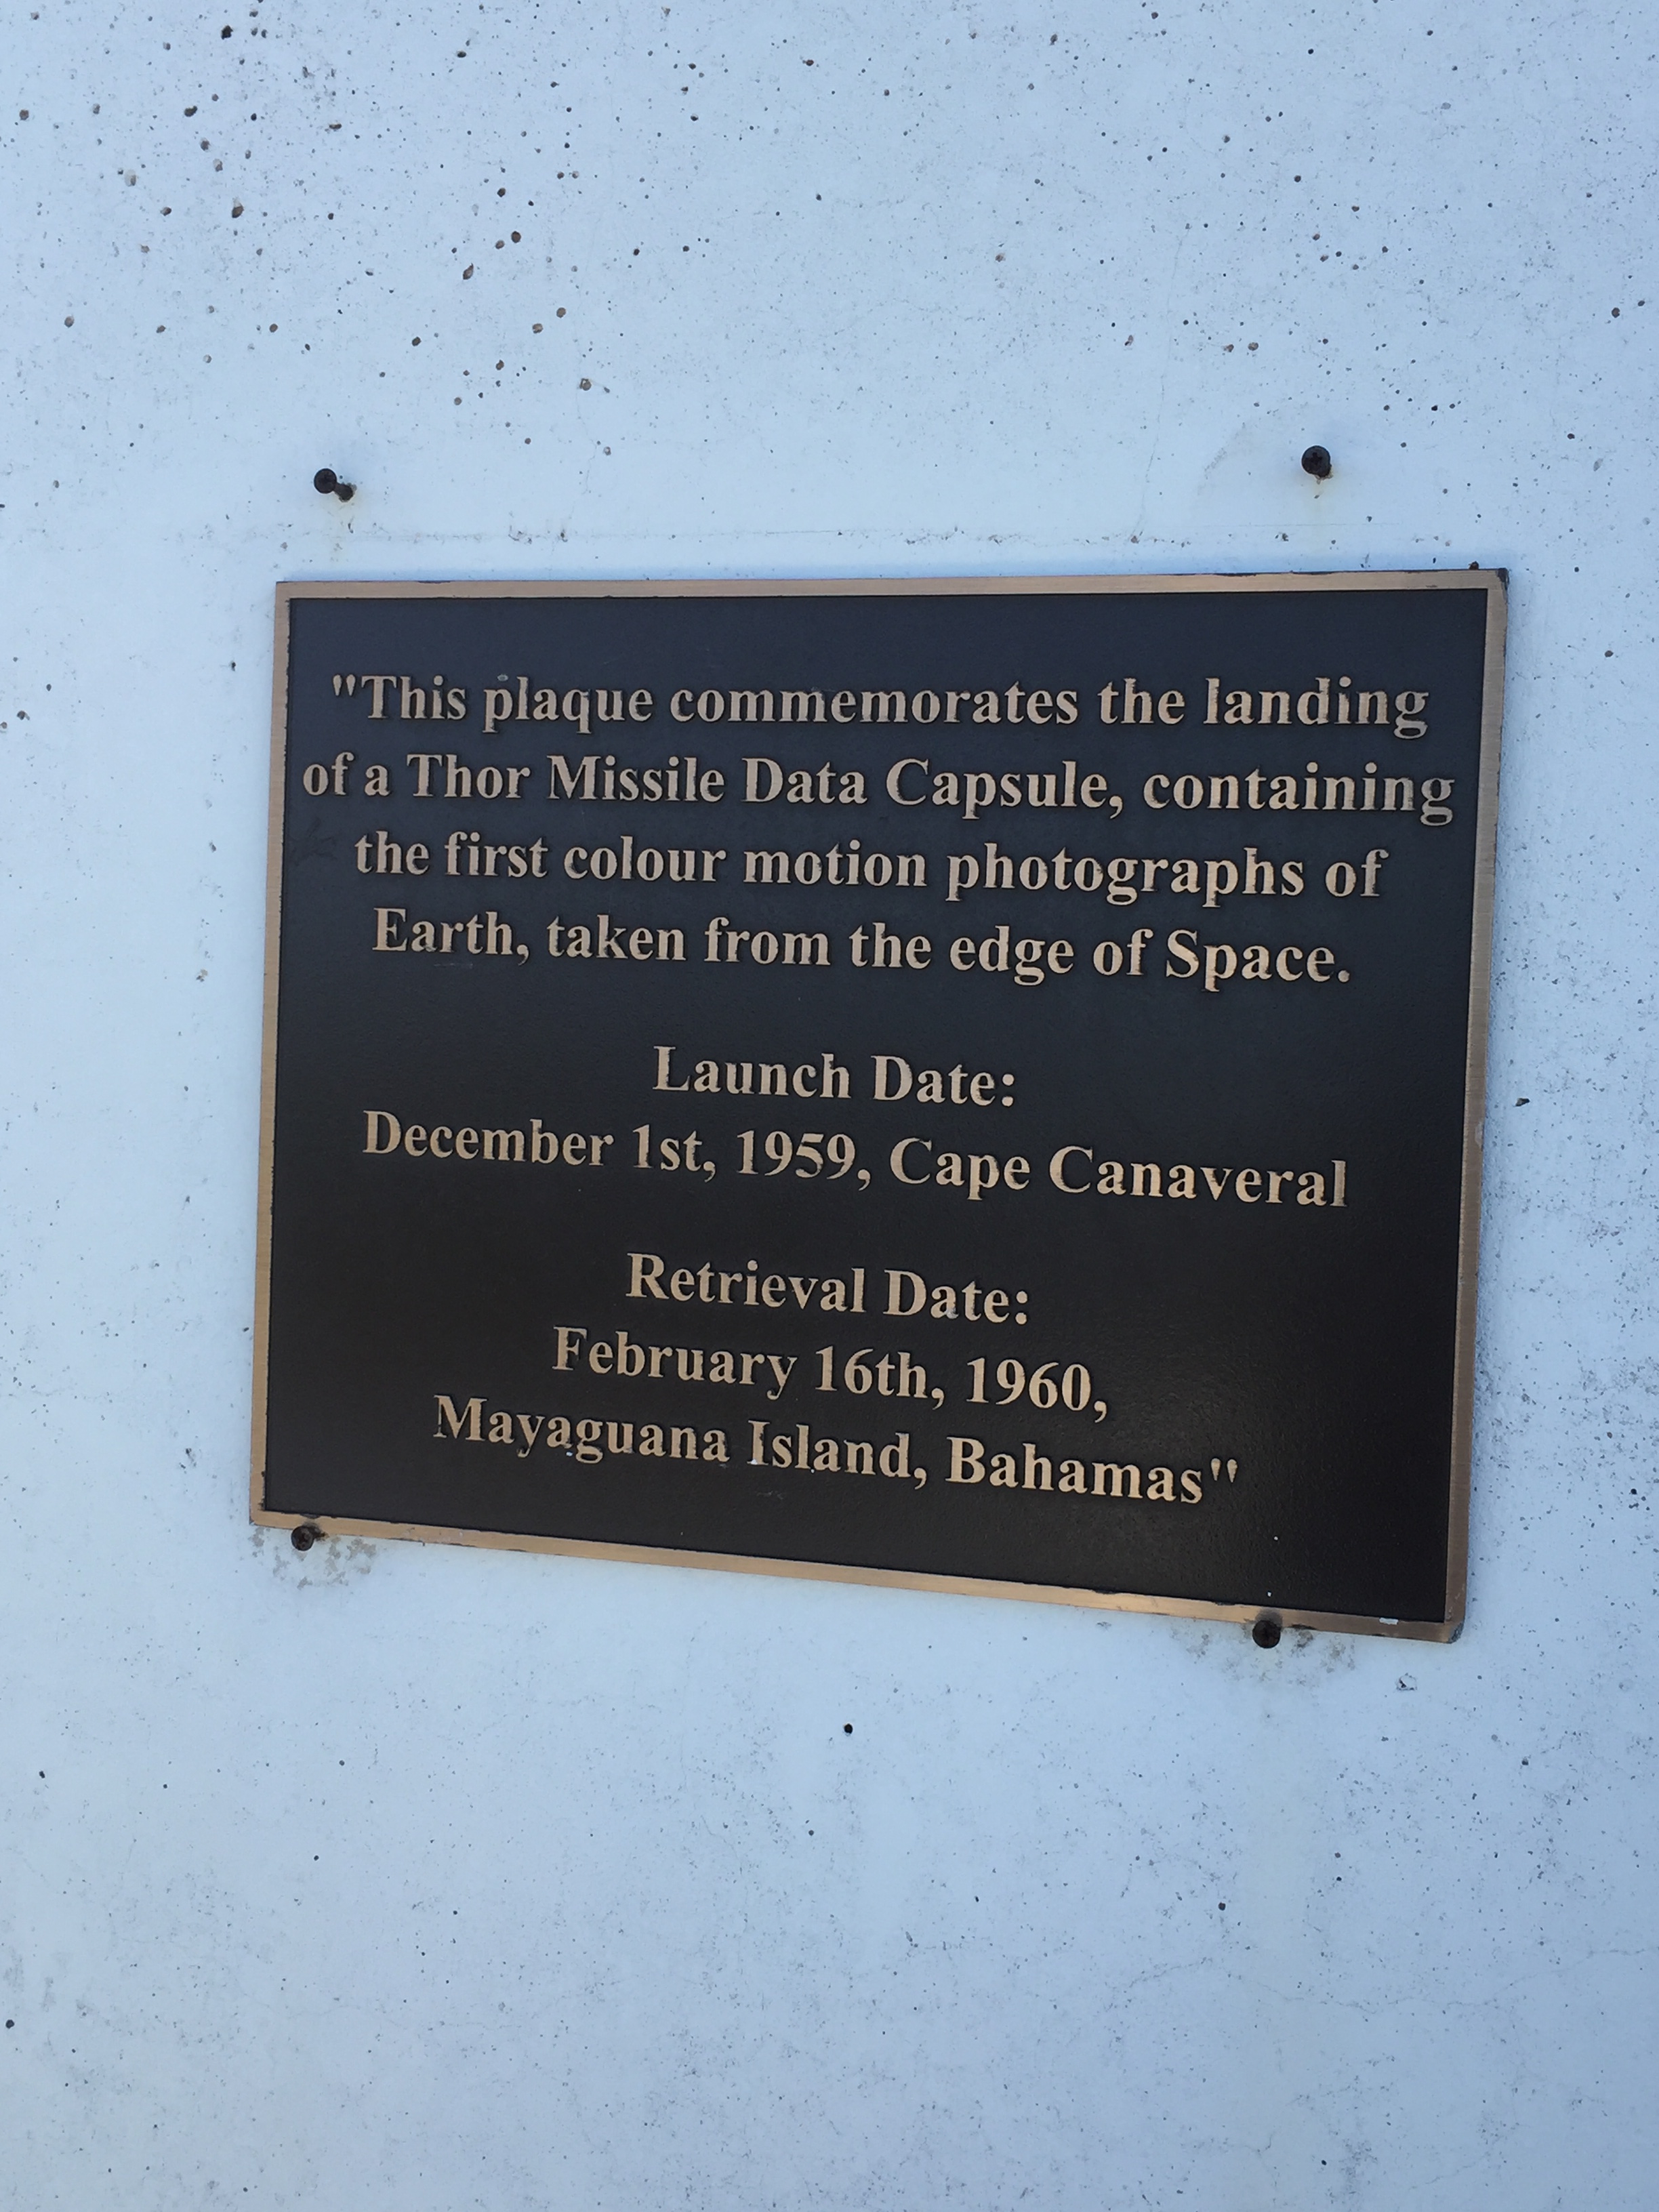 "This plaque commemorates the landing
of a Thor Missile Data Capsule, containing
the first colour motion photographs of
Earth, taken from the edge of Space.
Launch Date:
December 1st, 1959, Cape Canaveral
Retrieval Date:
February 16th, 1960,
Mayaguana Island, Bahamas"